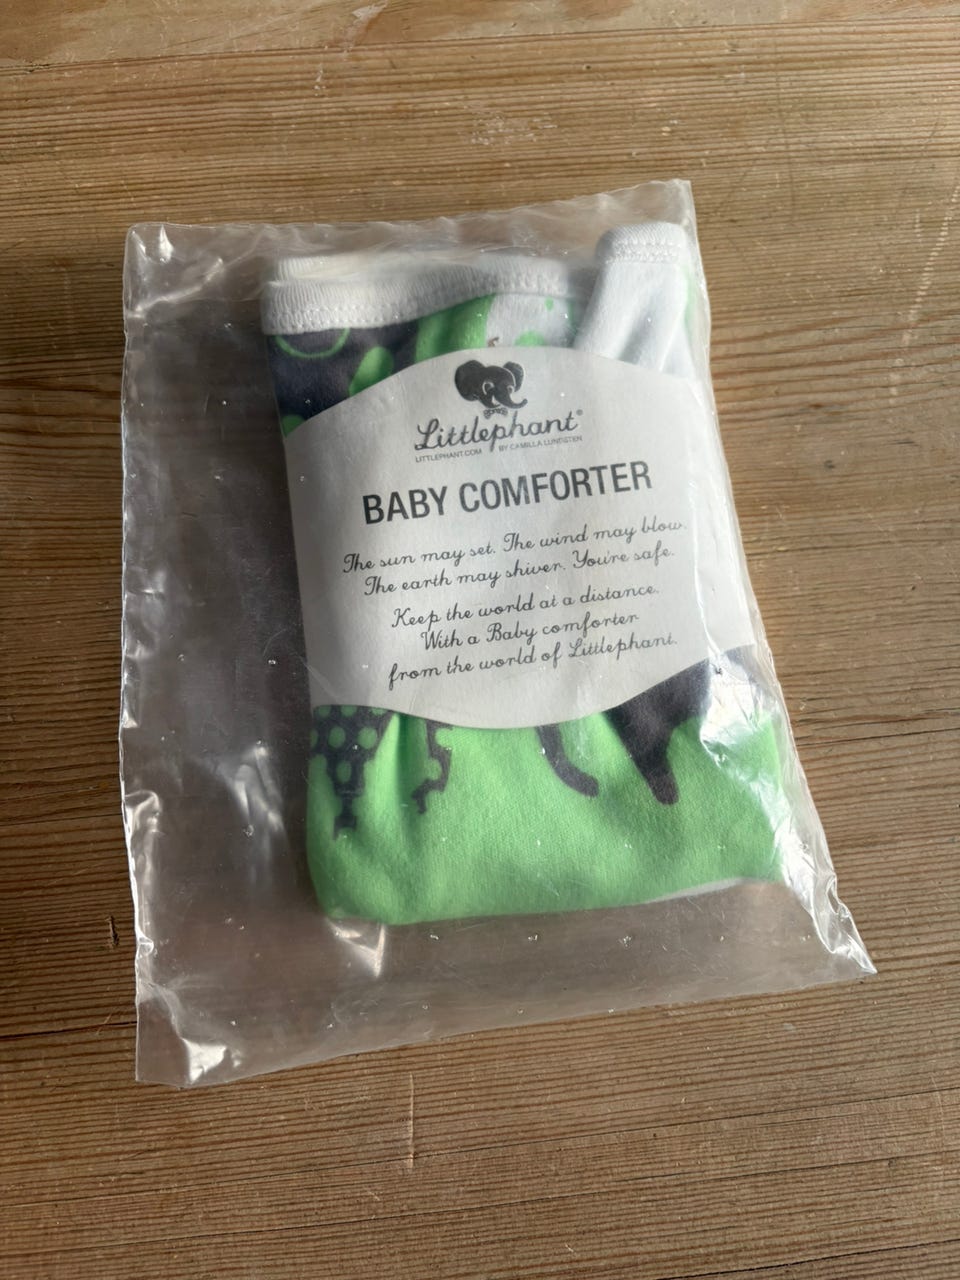 Littlephant®
LITTLEPHANT.COM BY CAMILLA LUNDSTEN
BABY COMFORTER
The sun may set. The wind may blow.
The earth may shiver. You're safe.
Keep the world at a distance.
With a Baby comforter
from the world of Littlephant.